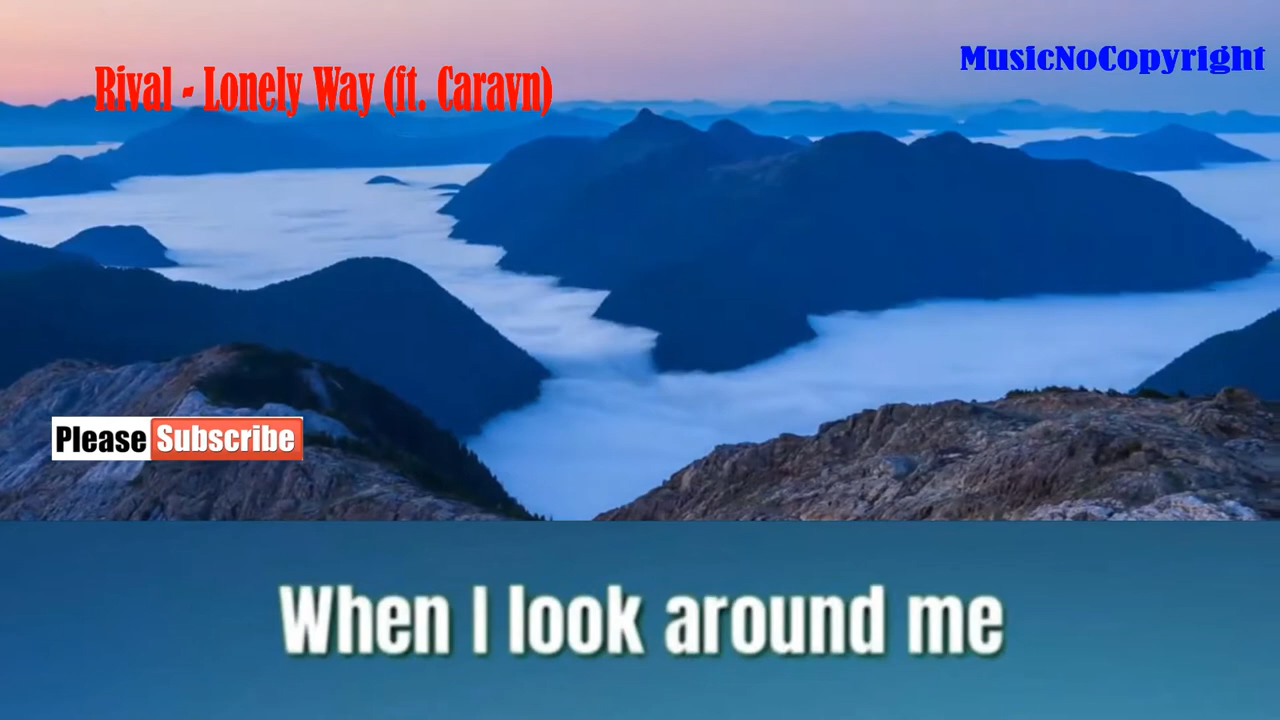 Rival - Lonely Way (ft. Caravn)
MusicNoCopyright
Please Subscribe
When I look around me